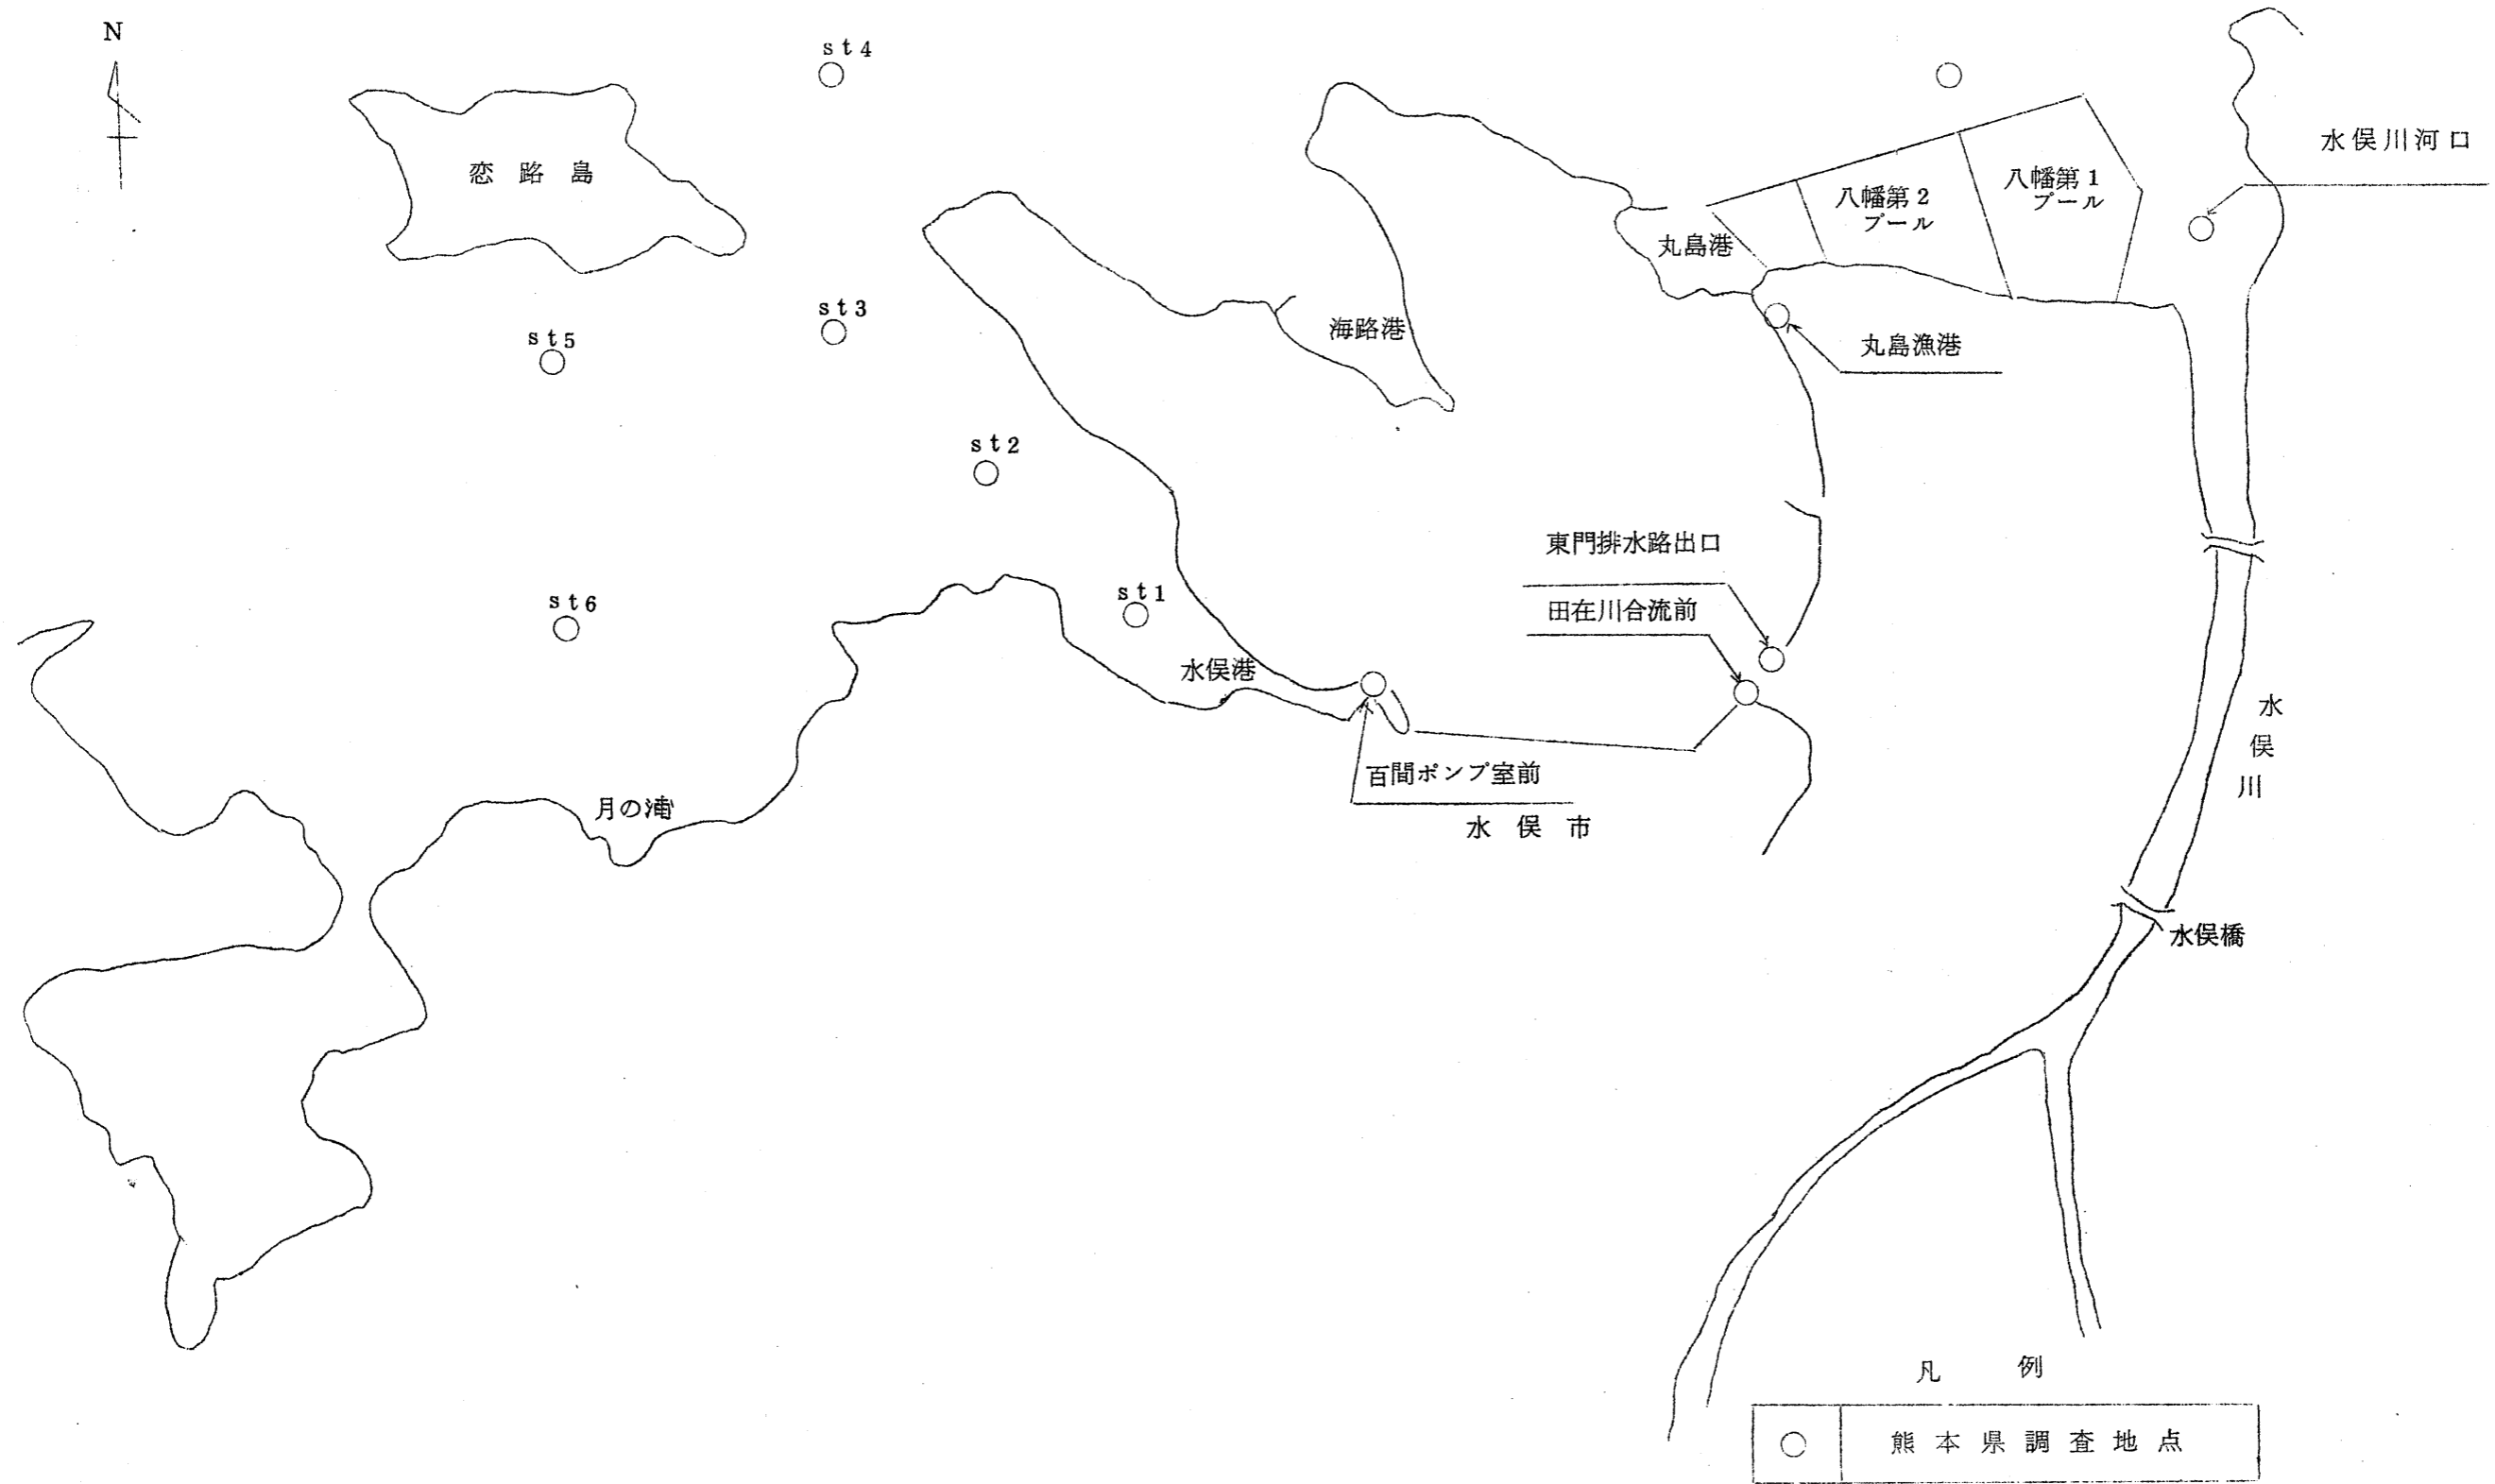 N
st4
恋路島
水俣川河口
八幡第1
プール
八幡第2
プール
丸島港
st3
st5
海路港
丸島漁港
st2
東門排水路出口
st1
st6
田在川合流前
水俣港
水俣川
百間ポンプ室前
月の浦
水俣市
水俣橋
凡例
熊本県調査地点